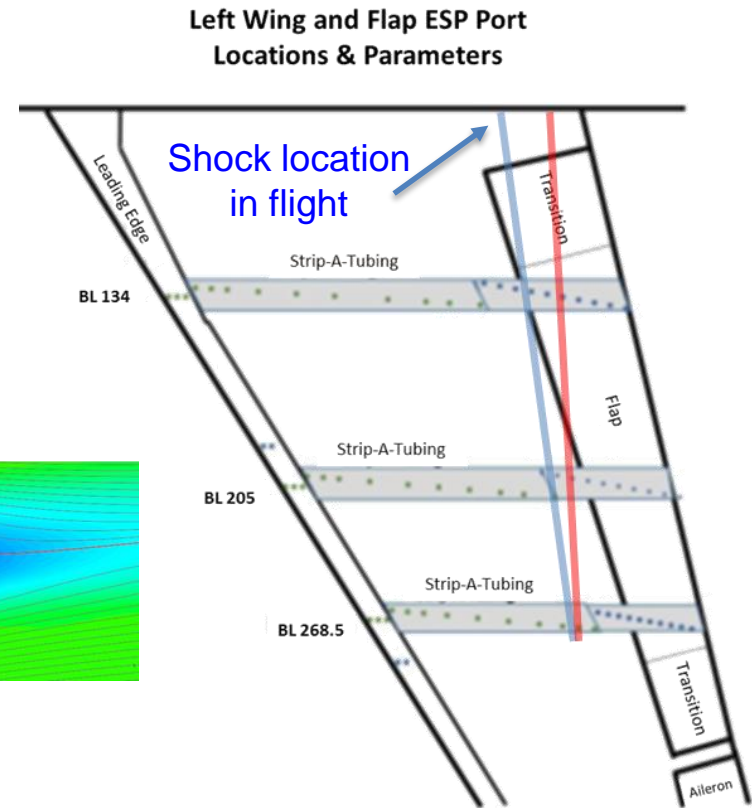 Left Wing and Flap ESP Port
Locations & Parameters
Shock location
in flight
Leading Edge
Transition
Strip-A-Tubing
BL 134
Flap
Strip-A-Tubing
BL 205
Strip-A-Tubing
BL 268.5
Transition
Aileron